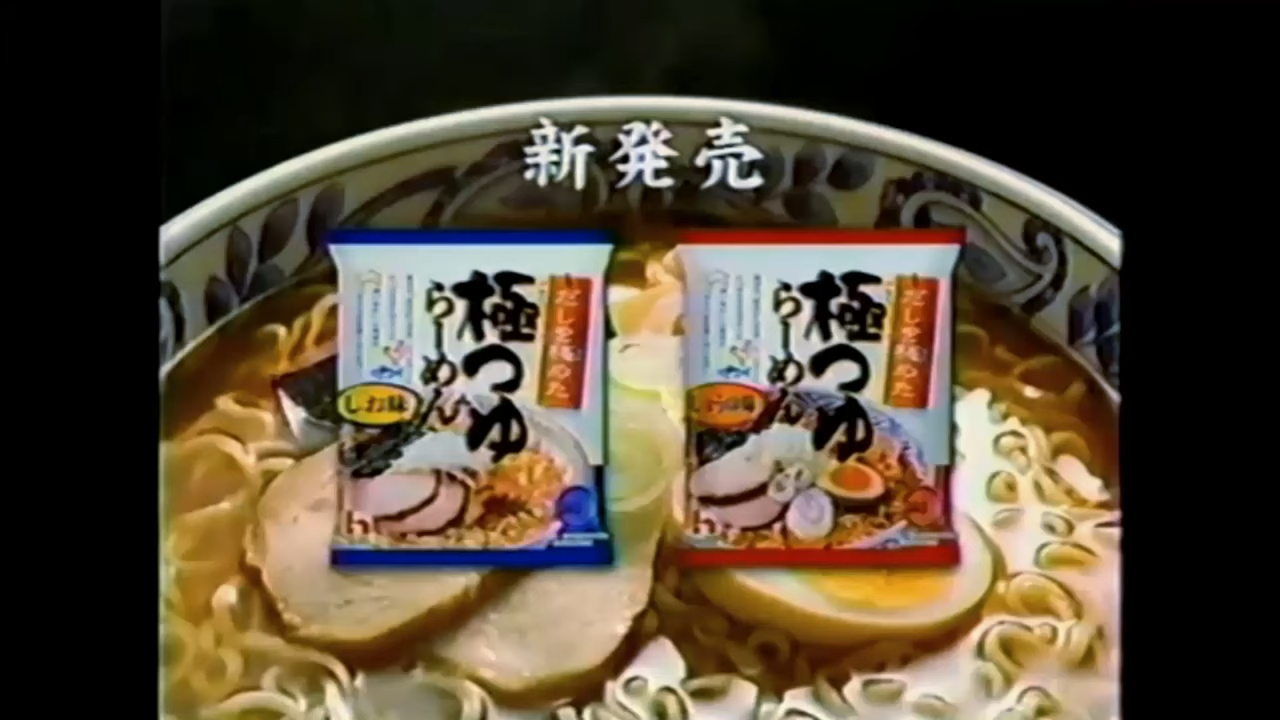 新発売
だしを極めた
極つゆ
らーめん
しお味
だしを極めた
極つゆ
らーめん